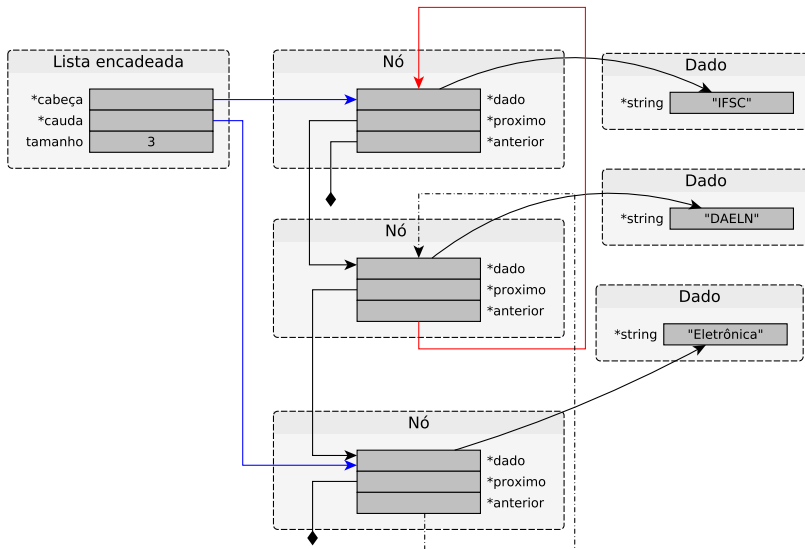 Lista encadeada
*cabeça
*cauda
tamanho
3
Nó
*dado
*proximo
*anterior
Dado
*string
"IFSC"
Dado
*string
"DAELN"
Nó
*dado
*proximo
*anterior
Dado
*string
"Eletrônica"
Nó
*dado
*proximo
*anterior